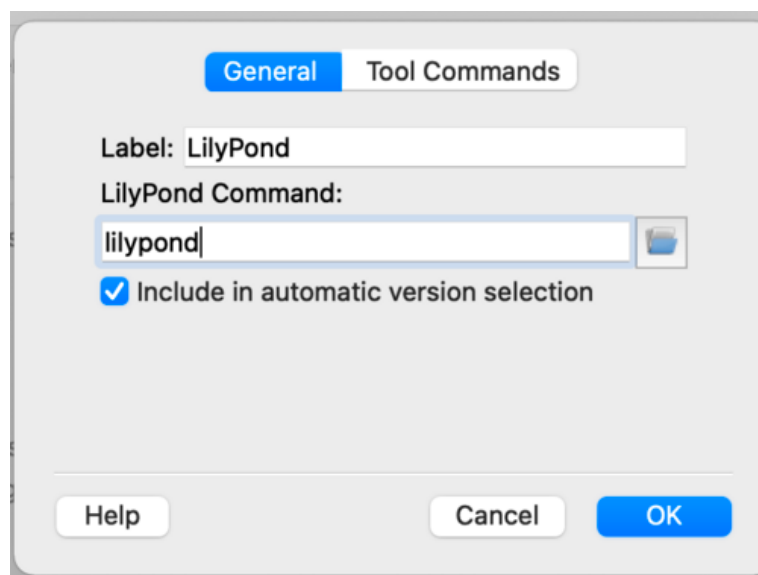 General Tool Commands
Label: LilyPond
LilyPond Command:
lilypond
Include in automatic version selection
Help Cancel OK